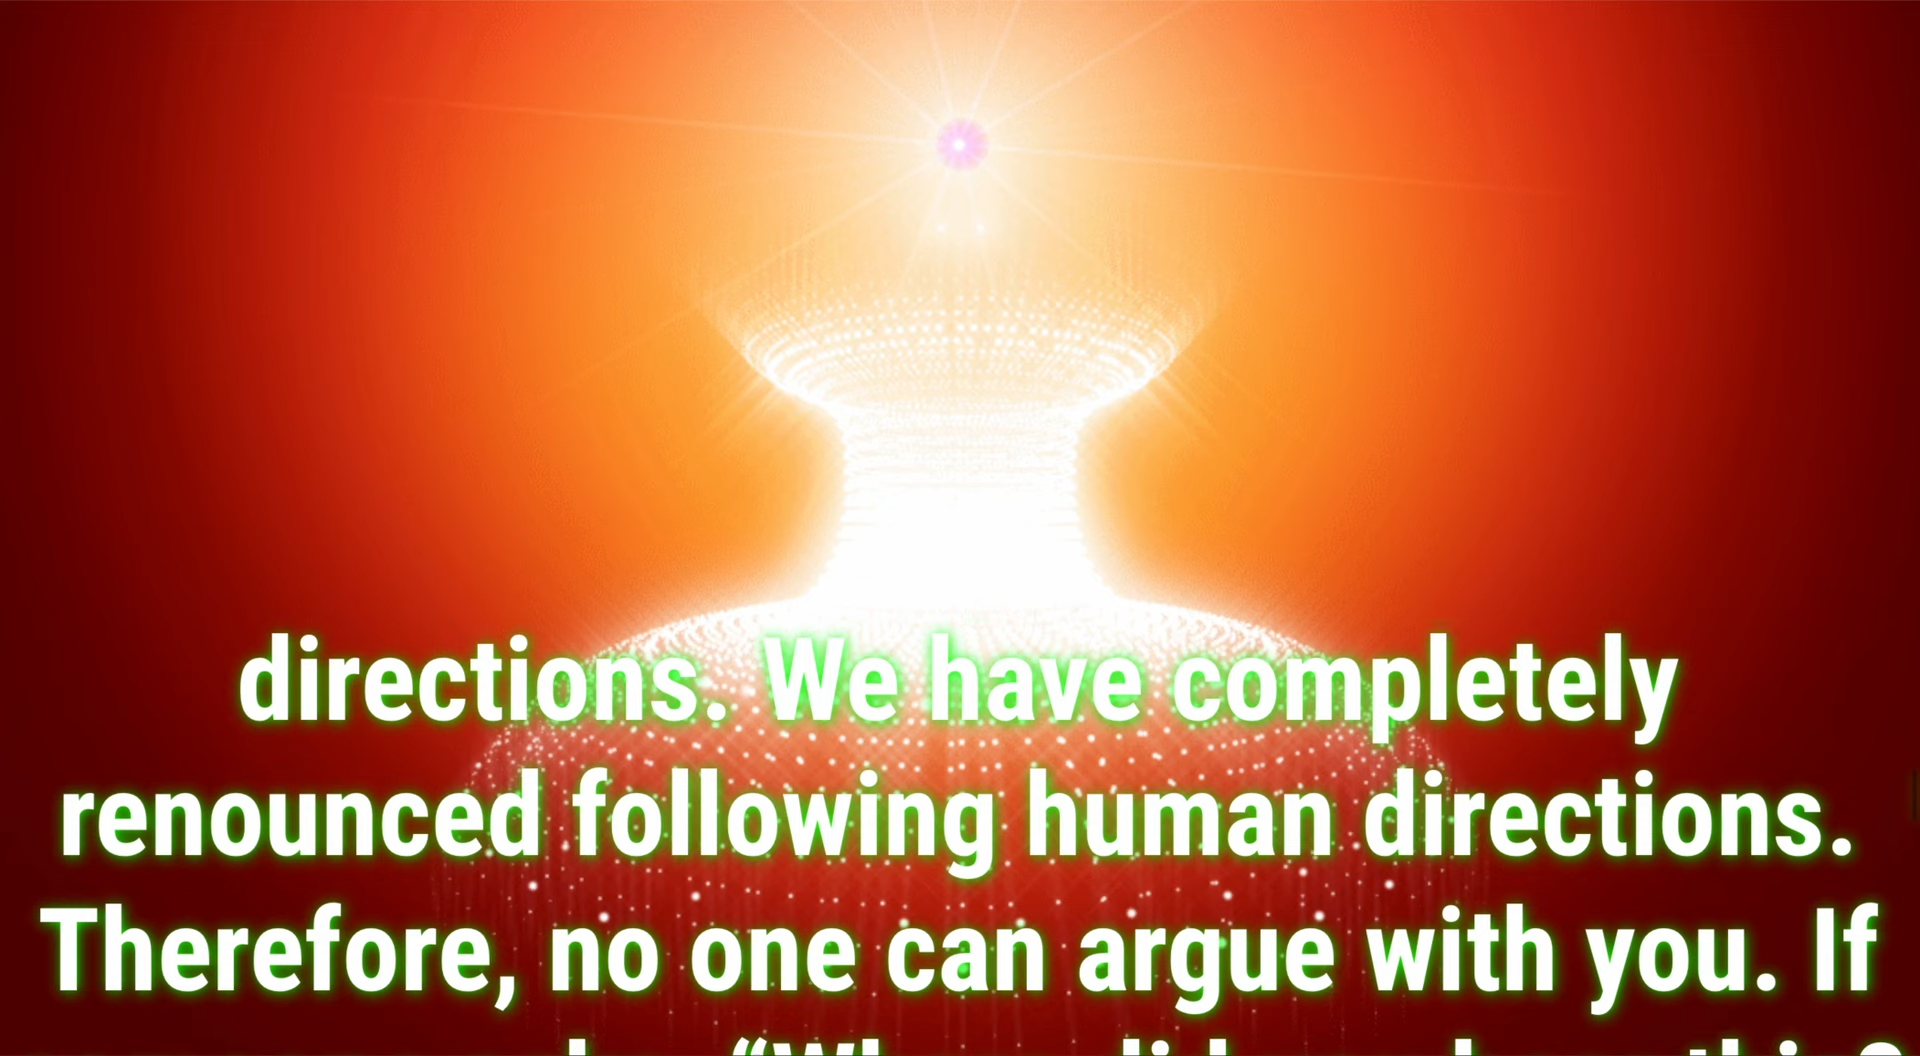 directions. We have completely
renounced following human directions.
Therefore, no one can argue with you. If